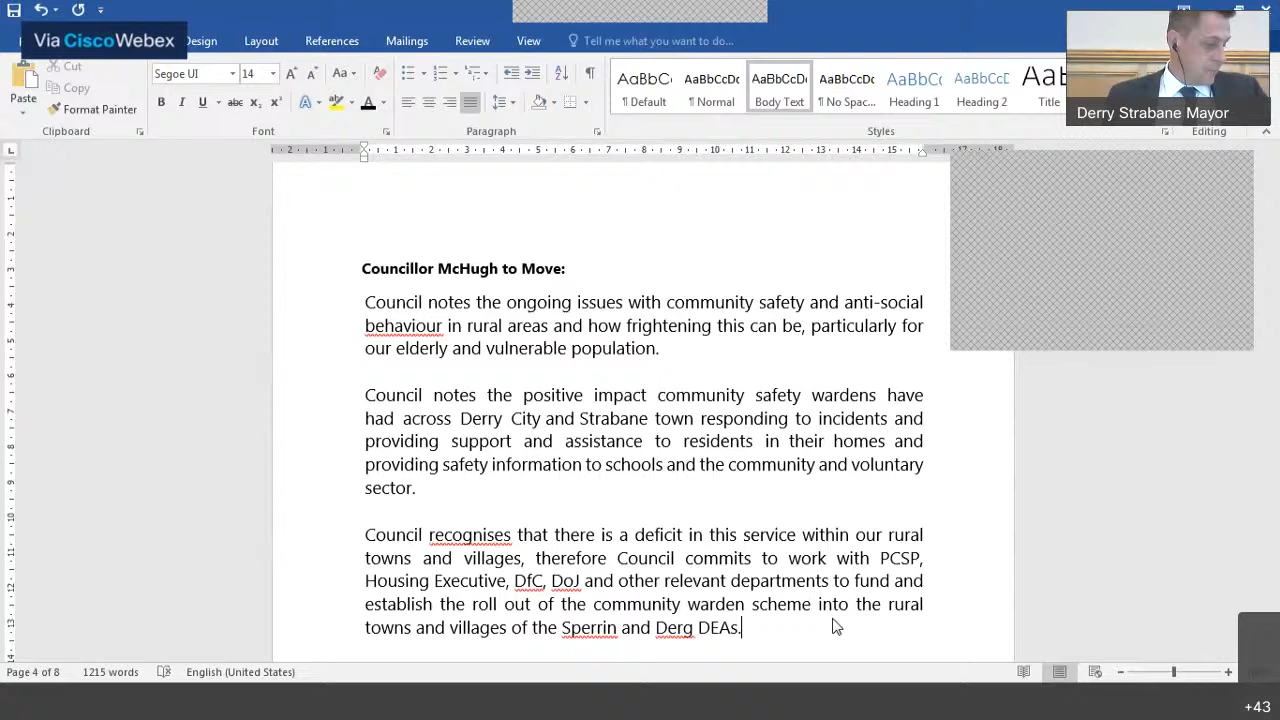 Via CiscoWebex
Design
Layout
References
Mailings
Review
View
Tell me what you want to do...
Cut
Copy
Format Painter
Paste
Clipboard
Segoe UI
14
Font
Paragraph
AaBbC
AaBbCcDc
AaBbCcDc
AaBbCcDc
AaBbCc
AaBbCcDc
AaB
¶ Default
¶ Normal
Body Text
¶ No Spac...
Heading 1
Heading 2
Title
Styles
Editing
Derry Strabane Mayor
Councillor McHugh to Move:
Council notes the ongoing issues with community safety and anti-social
behaviour in rural areas and how frightening this can be, particularly for
our elderly and vulnerable population.
Council notes the positive impact community safety wardens have
had across Derry City and Strabane town responding to incidents and
providing support and assistance to residents in their homes and
providing safety information to schools and the community and voluntary
sector.
Council recognises that there is a deficit in this service within our rural
towns and villages, therefore Council commits to work with PCSP,
Housing Executive, DfC, DoJ and other relevant departments to fund and
establish the roll out of the community warden scheme into the rural
towns and villages of the Sperrin and Derg DEAs.
Page 4 of 8
1215 words
English (United States)
+43